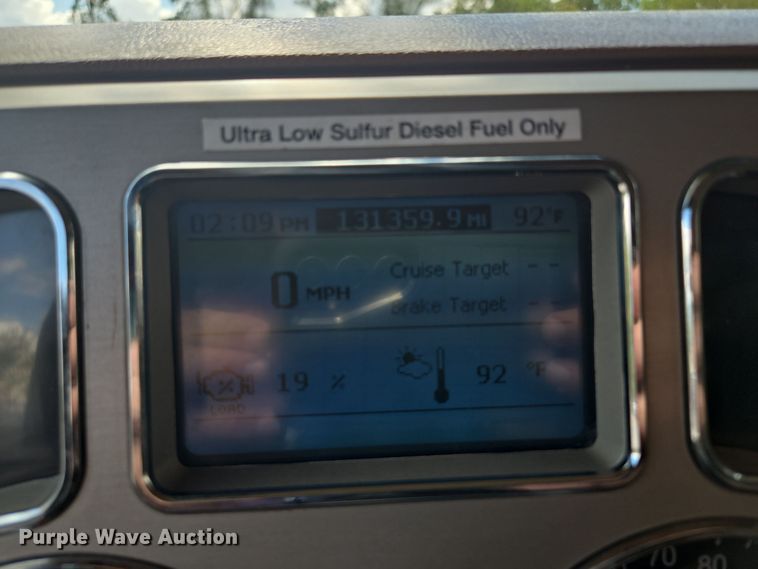 Ultra Low Sulfur Diesel Fuel Only
02:09 PM 131359.9 MI 92°F
Cruise Target - -
0 MPH
Brake Target - -
19 % 92 °F
LOAD
Purple Wave Auction
70 80